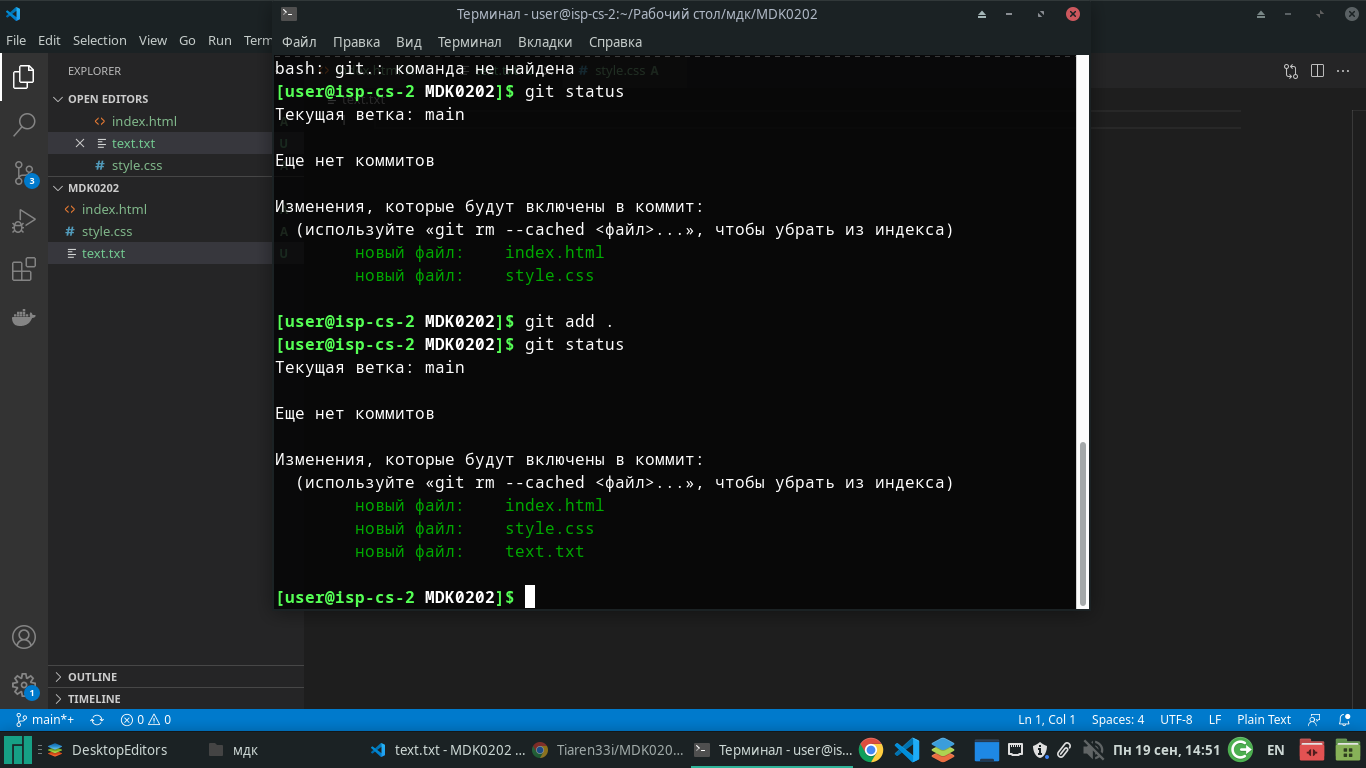 Терминал - user@isp-cs-2:~/Рабочий стол/мдк/MDK0202
File Edit Selection View Go Run Term
Файл Правка Вид Терминал Вкладки Справка
EXPLORER
OPEN EDITORS
index.html
text.txt
style.css
MDK0202
index.html
style.css
text.txt
3
1
OUTLINE
TIMELINE
style.css A
bash: git.: команда не найдена
[user@isp-cs-2 MDK0202]$ git status
Текущая ветка: main
Еще нет коммитов
Изменения, которые будут включены в коммит:
(используйте «git rm --cached <файл>...», чтобы убрать из индекса)
новый файл: index.html
новый файл: style.css
[user@isp-cs-2 MDK0202]$ git add .
[user@isp-cs-2 MDK0202]$ git status
Текущая ветка: main
Еще нет коммитов
Изменения, которые будут включены в коммит:
(используйте «git rm --cached <файл>...», чтобы убрать из индекса)
новый файл: index.html
новый файл: style.css
новый файл: text.txt
[user@isp-cs-2 MDK0202]$
main*+ 0 0 Ln 1, Col 1 Spaces: 4 UTF-8 LF Plain Text
DesktopEditors мдк text.txt - MDK0202 ... Tiaren33i/MDK020... Терминал - user@is... Пн 19 сен, 14:51 EN